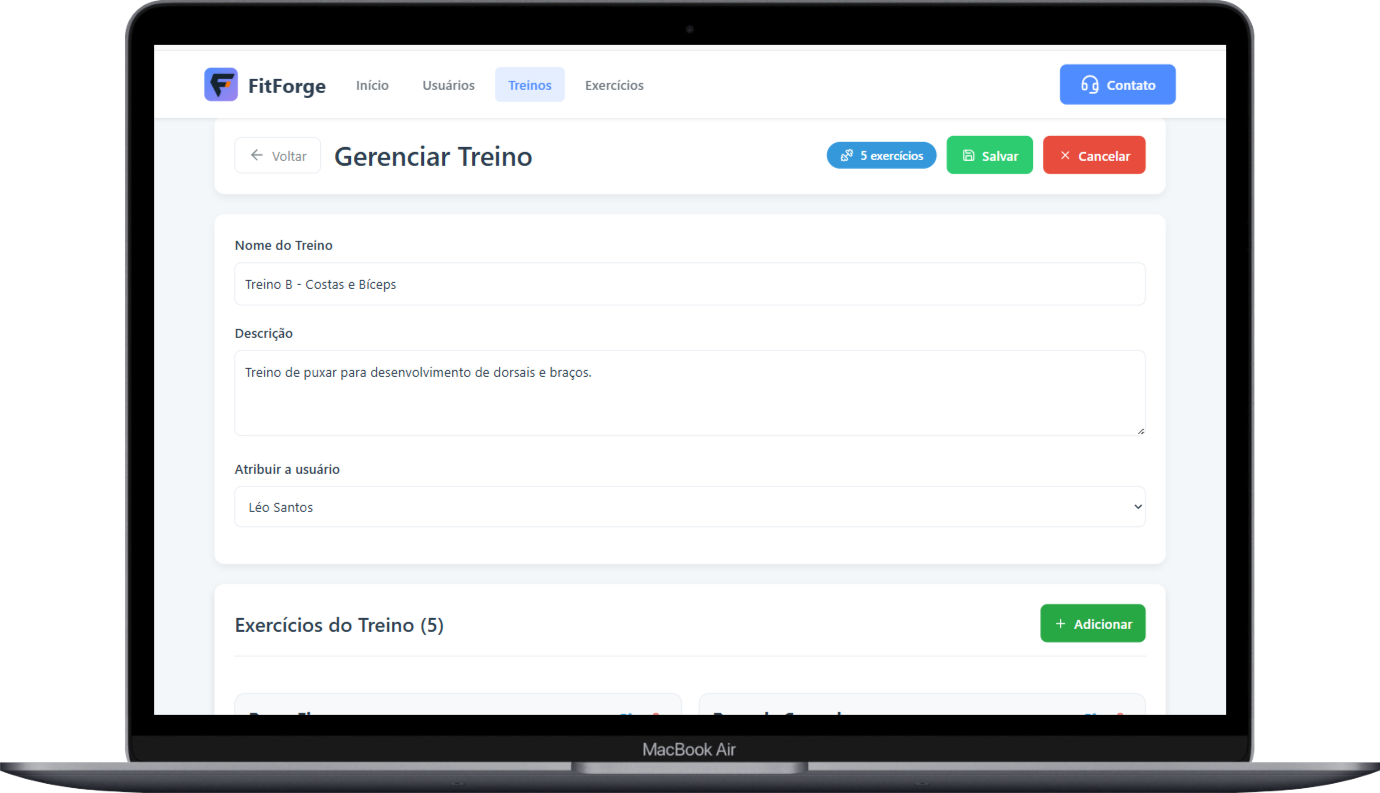 FitForge Início Usuários Treinos Exercícios Contato
Voltar Gerenciar Treino 5 exercícios Salvar Cancelar
Nome do Treino
Treino B - Costas e Bíceps
Descrição
Treino de puxar para desenvolvimento de dorsais e braços.
Atribuir a usuário
Léo Santos
Exercícios do Treino (5) Adicionar
MacBook Air